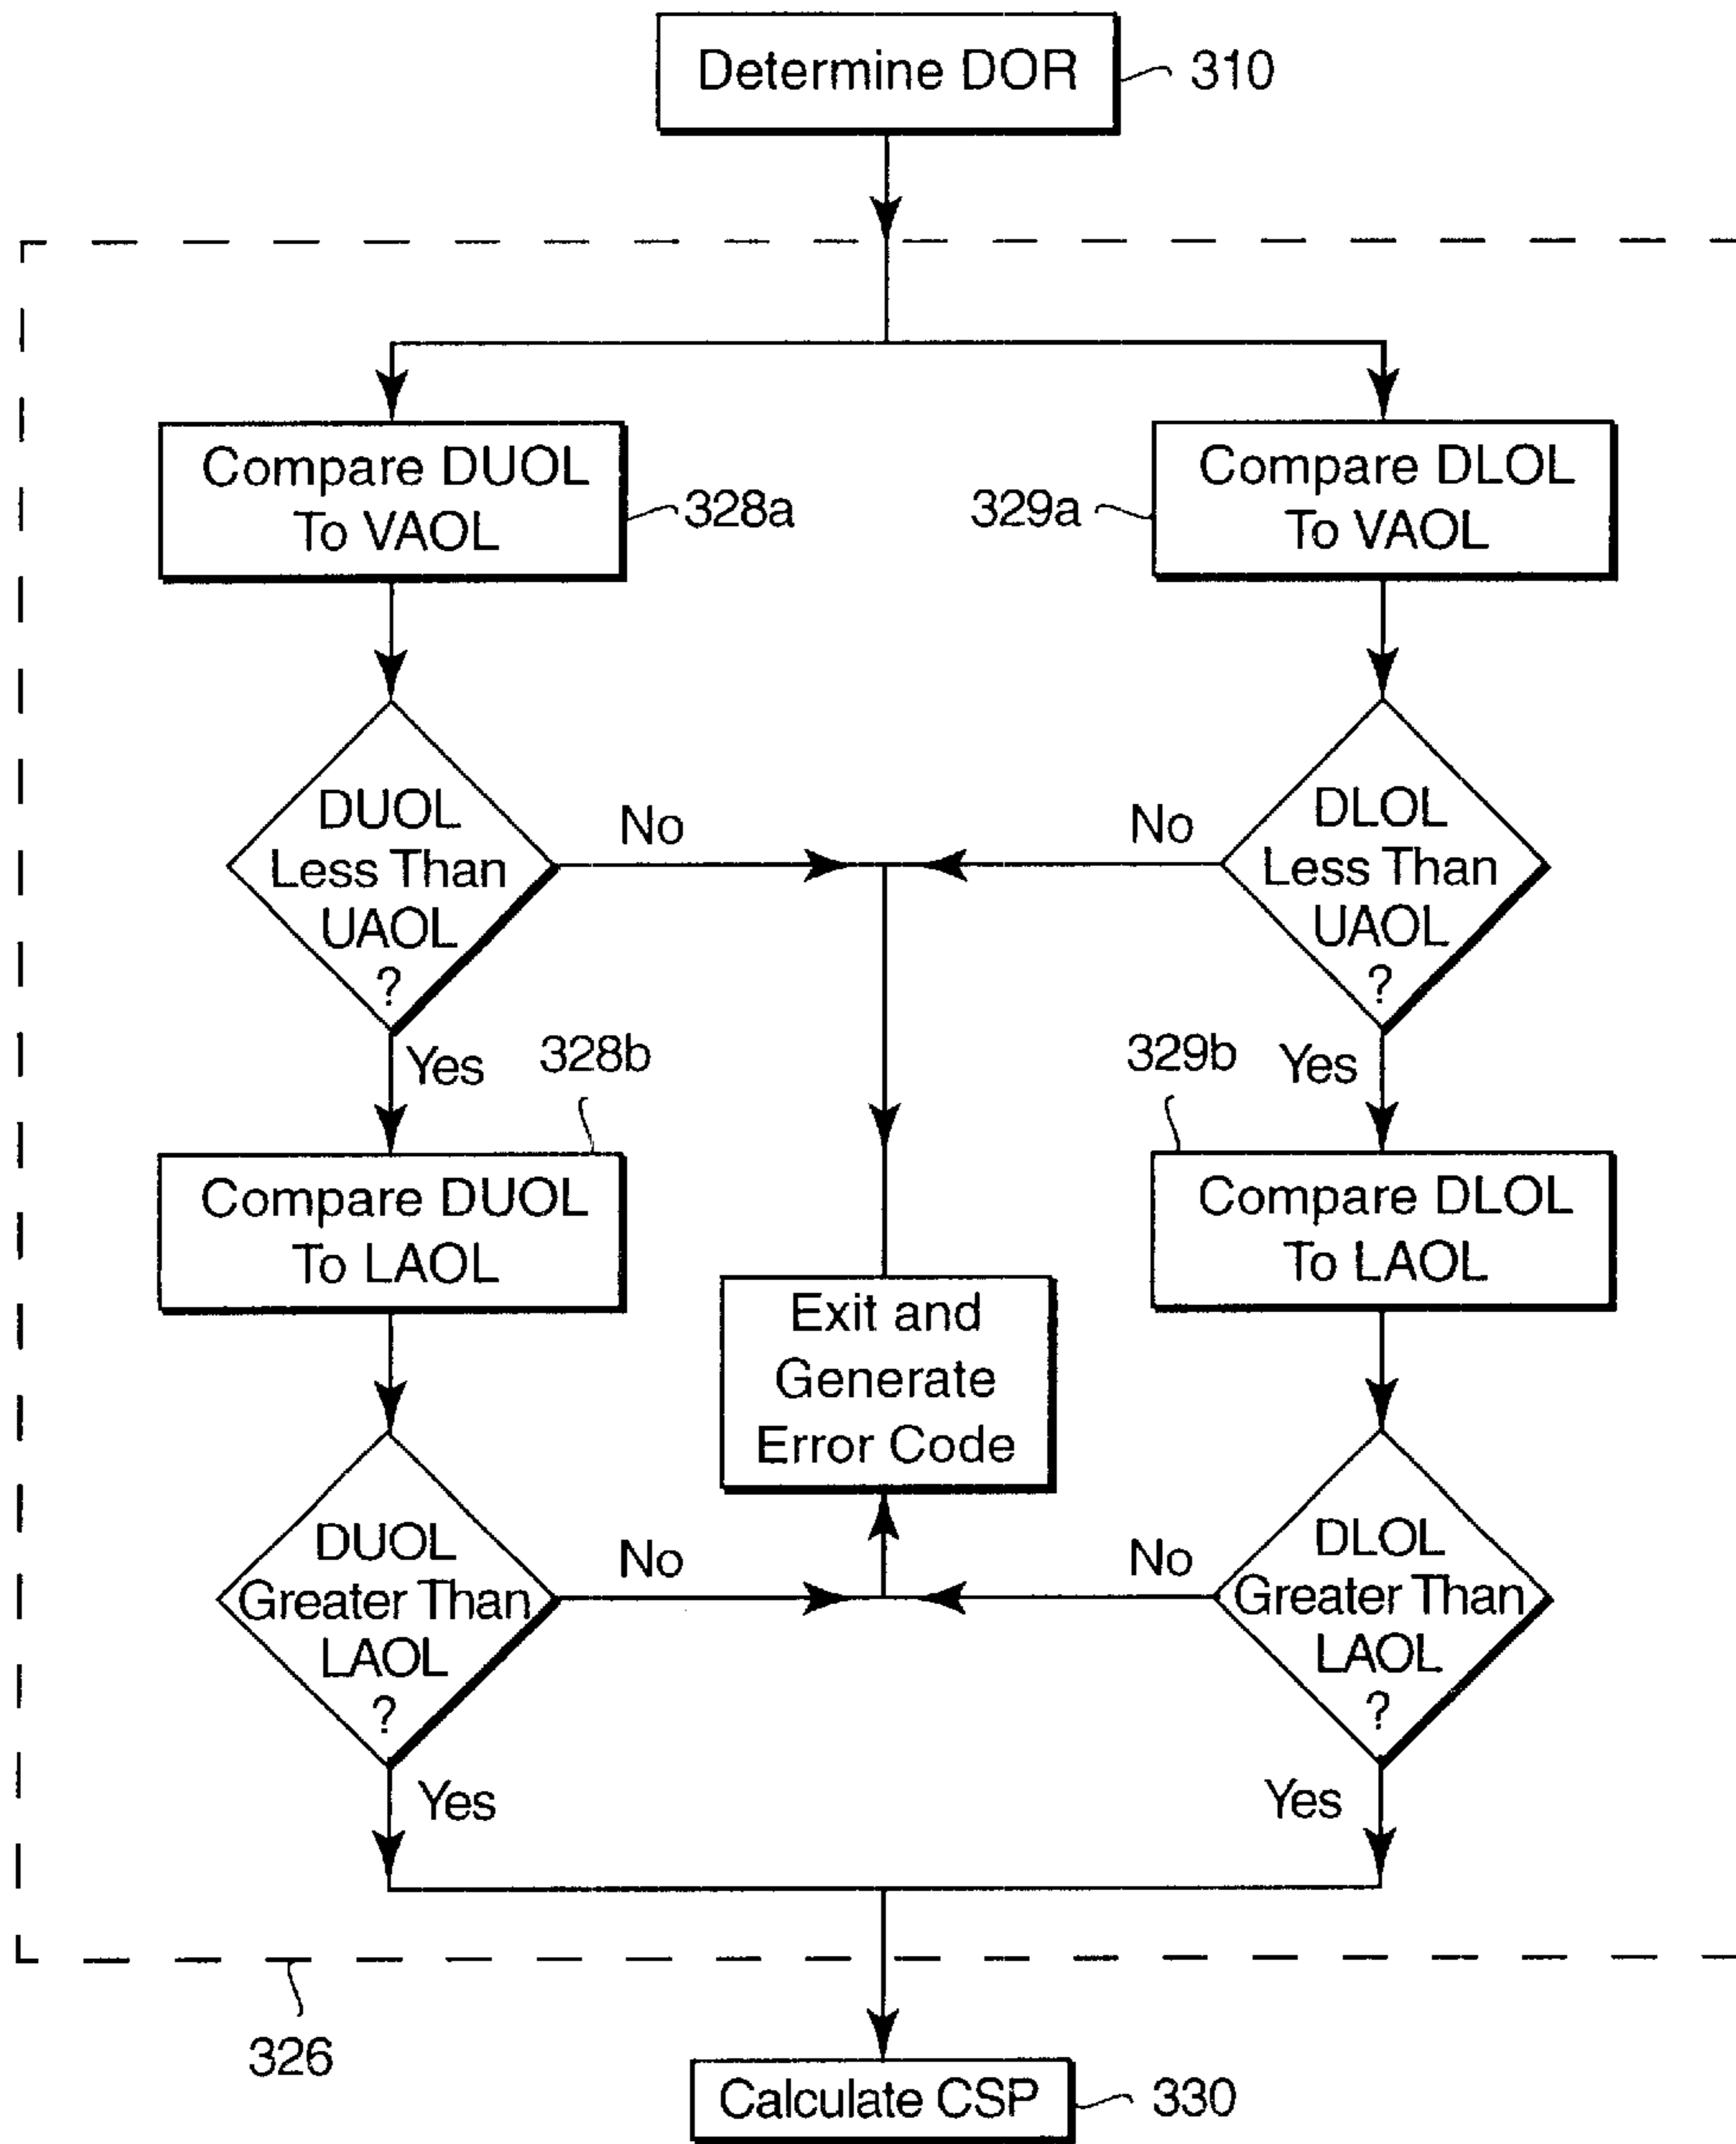 Determine DOR
310
Compare DUOL
To VAOL
328a
329a
Compare DLOL
To VAOL
DUOL
Less Than
UAOL
?
No
No
DLOL
Less Than
UAOL
?
Yes
328b
329b
Yes
Compare DUOL
To LAOL
Exit and
Generate
Error Code
Compare DLOL
To LAOL
DUOL
Greater Than
LAOL
?
No
No
DLOL
Greater Than
LAOL
?
Yes
Yes
326
Calculate CSP
330